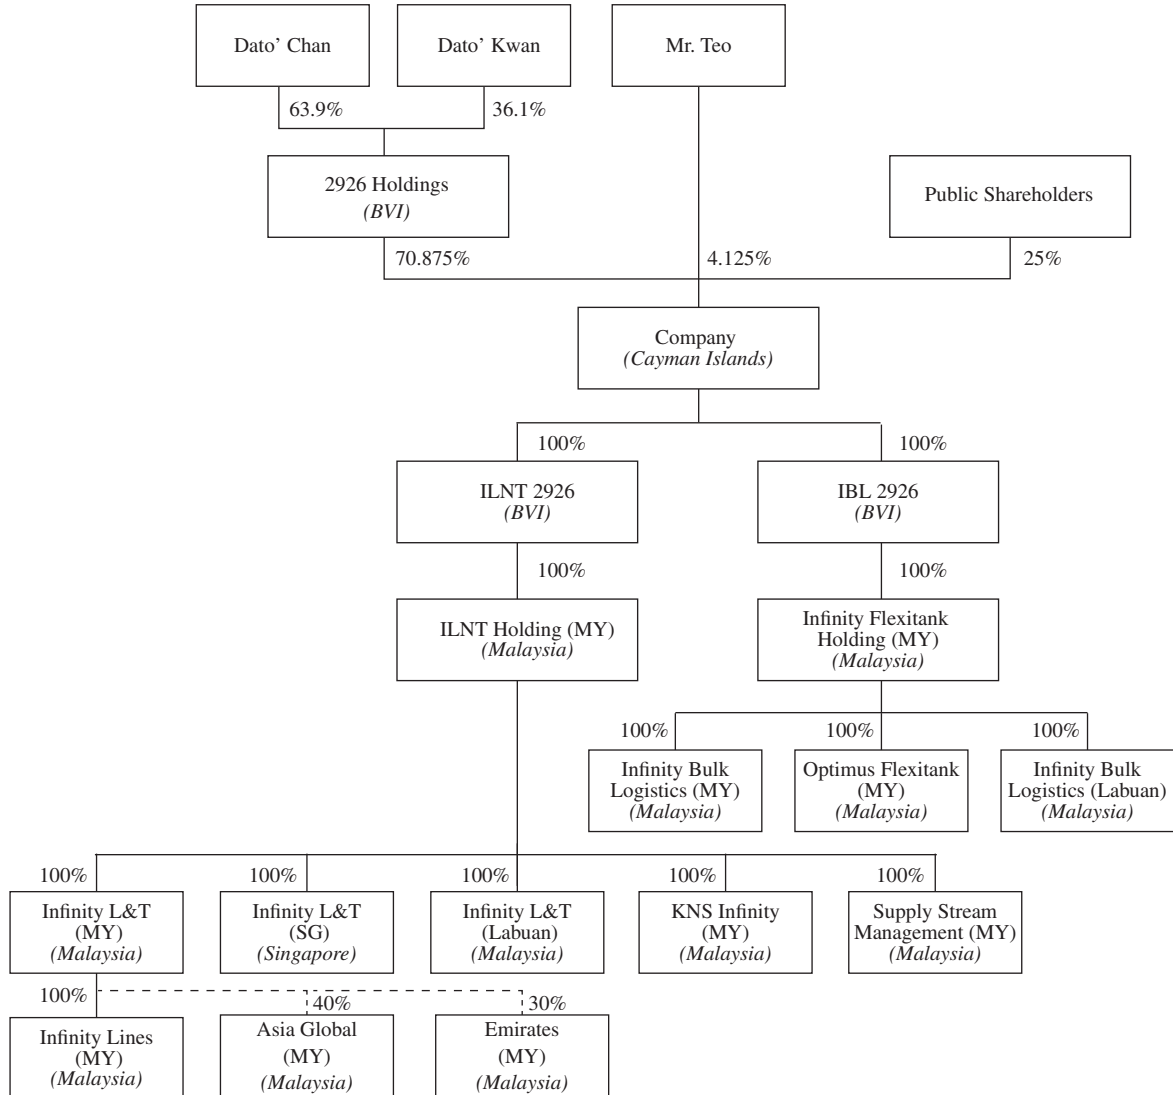 Dato’ Chan
Dato’ Kwan
Mr. Teo
63.9%
36.1%
2926 Holdings
(BVI)
Public Shareholders
70.875%
4.125%
25%
Company
(Cayman Islands)
100%
100%
ILNT 2926
(BVI)
IBL 2926
(BVI)
100%
100%
ILNT Holding (MY)
(Malaysia)
Infinity Flexitank
Holding (MY)
(Malaysia)
100%
100%
100%
Infinity Bulk
Logistics (MY)
(Malaysia)
Optimus Flexitank
(MY)
(Malaysia)
Infinity Bulk
Logistics (Labuan)
(Malaysia)
100%
100%
100%
100%
100%
Infinity L&T
(MY)
(Malaysia)
Infinity L&T
(SG)
(Singapore)
Infinity L&T
(Labuan)
(Malaysia)
KNS Infinity
(MY)
(Malaysia)
Supply Stream
Management (MY)
(Malaysia)
100%
40%
30%
Infinity Lines
(MY)
(Malaysia)
Asia Global
(MY)
(Malaysia)
Emirates
(MY)
(Malaysia)